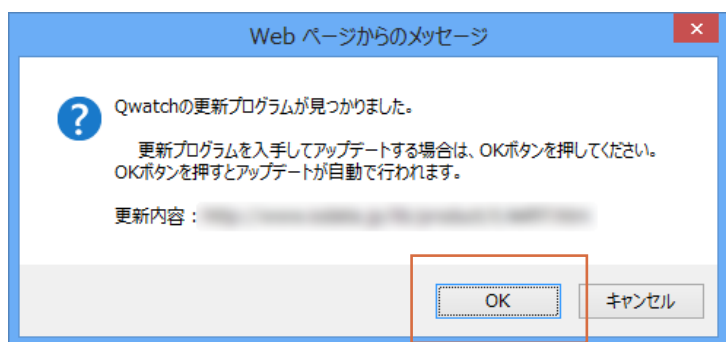 Web ページからのメッセージ
Qwatchの更新プログラムが見つかりました。
更新プログラムを入手してアップデートする場合は、OKボタンを押してください。
OKボタンを押すとアップデートが自動で行われます。
更新内容：
OK
キャンセル